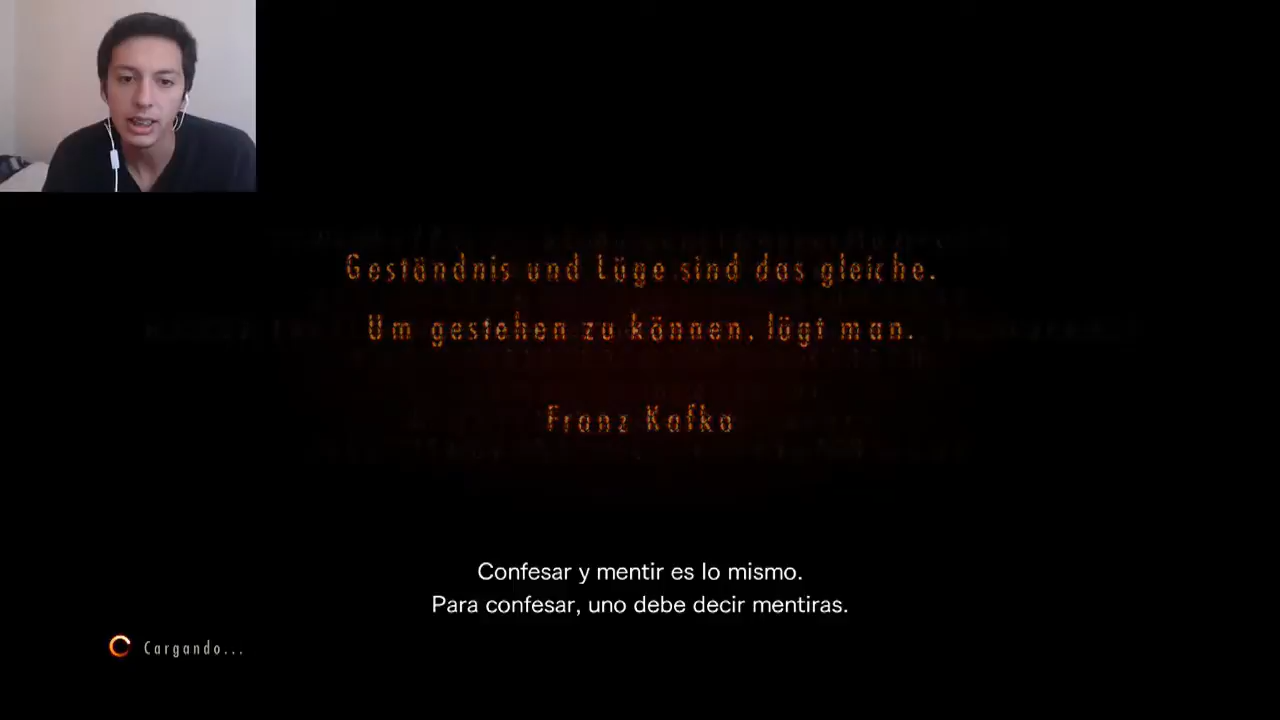 Geständnis und Lüge sind das gleiche.
Um gestehen zu können, lügt man.
Franz Kafka
Confesar y mentir es lo mismo.
Para confesar, uno debe decir mentiras.
Cargando...